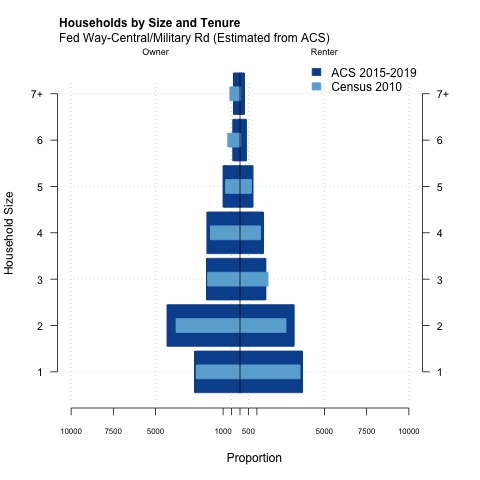 Households by Size and Tenure
Fed Way-Central/Military Rd (Estimated from ACS)
Owner Renter
ACS 2015-2019
Census 2010
7+ 7+
6 6
5 5
4 4
3 3
2 2
1 1
Household Size
10000 7500 5000 1000 500 5000 7500 10000
Proportion